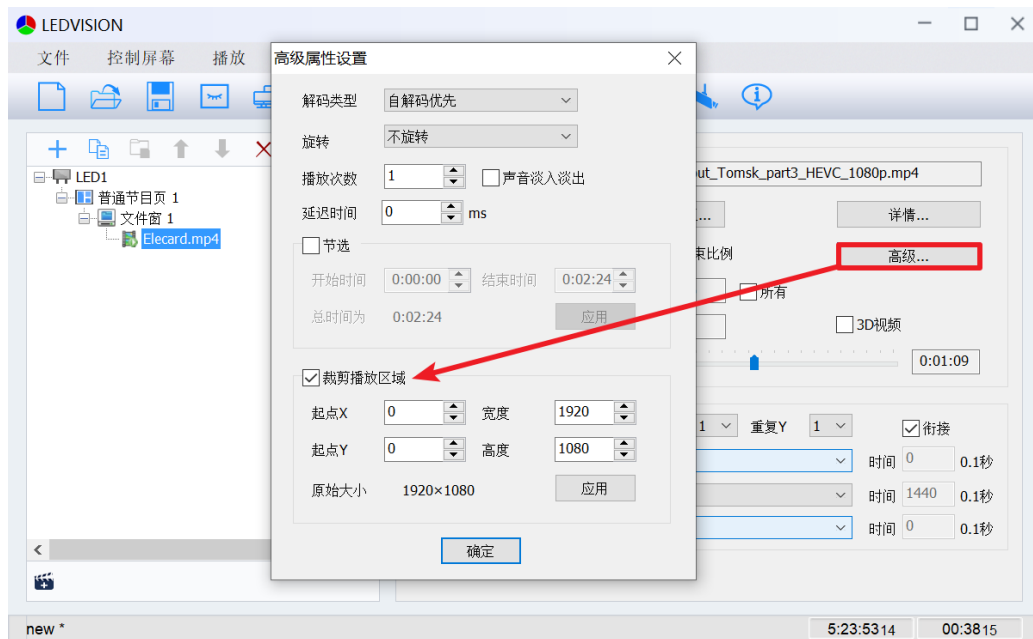 LEDVISION
文件 控制屏幕 播放
高级属性设置
解码类型 自解码优先
旋转 不旋转
播放次数 1 声音淡入淡出
延迟时间 0 ms
节选
开始时间 0:00:00 结束时间 0:02:24
总时间为 0:02:24 应用
裁剪播放区域
起点X 0 宽度 1920
起点Y 0 高度 1080
原始大小 1920×1080 应用
确定
LED1
普通节目页 1
文件窗 1
Elecard.mp4
ut_Tomsk_part3_HEVC_1080p.mp4
... 详情...
束比例 高级...
所有
3D视频
0:01:09
1 重复Y 1 衔接
时间 0 0.1秒
时间 1440 0.1秒
时间 0 0.1秒
new * 5:23:5314 00:3815